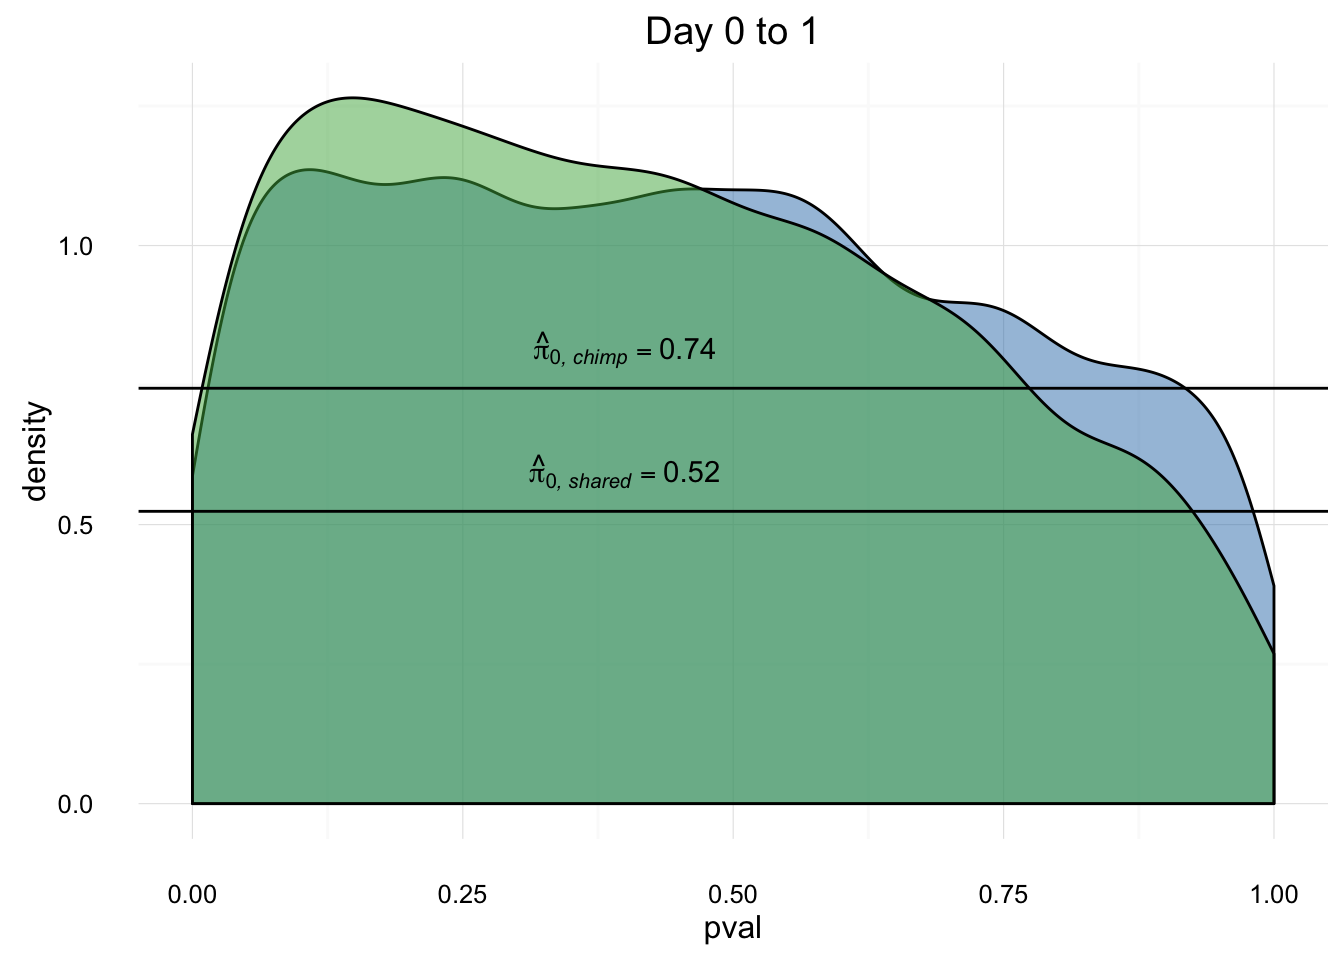 Day 0 to 1
density
1.0
0.5
0.0
π̂0, chimp = 0.74
π̂0, shared = 0.52
0.00 0.25 0.50 0.75 1.00
pval